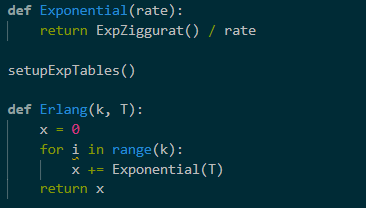 def Exponential(rate):
    return ExpZiggurat() / rate

setupExpTables()

def Erlang(k, T):
    x = 0
    for i in range(k):
        x += Exponential(T)
    return x